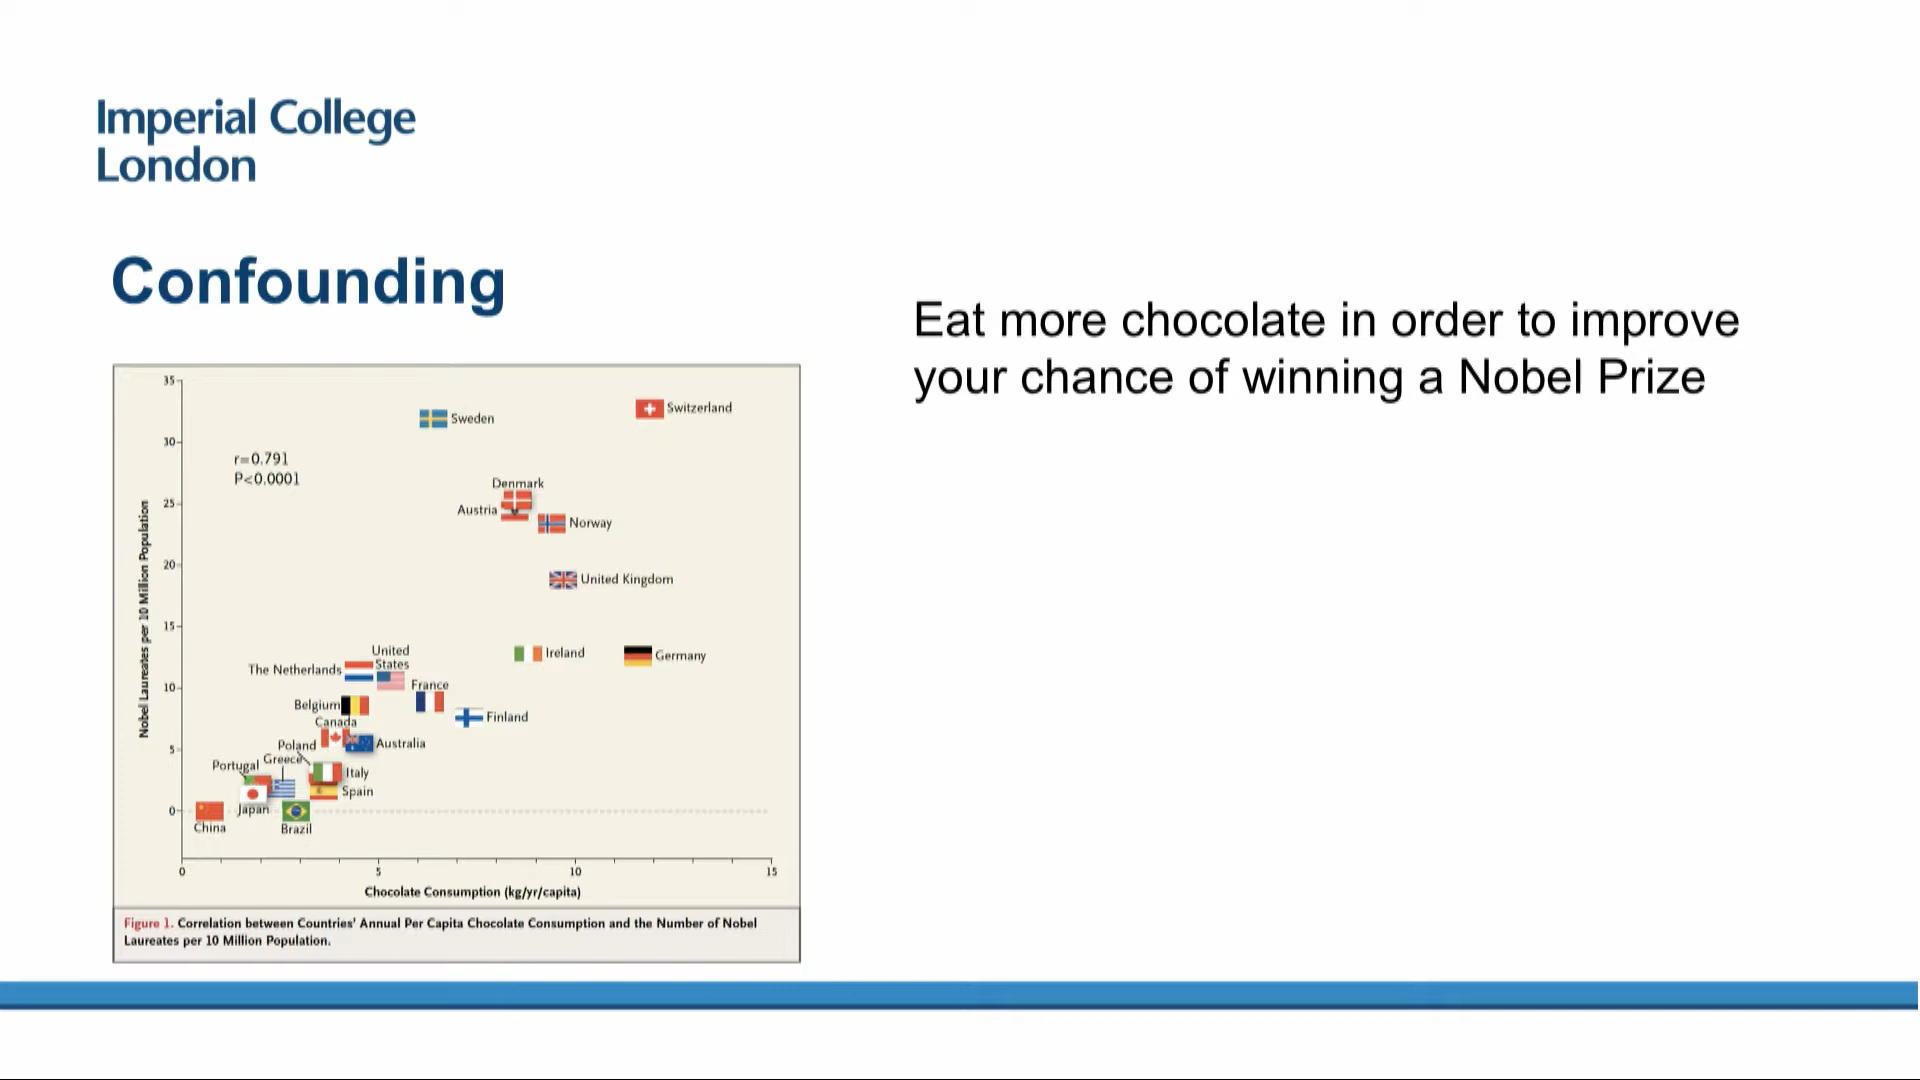 Imperial College
London
Confounding
Eat more chocolate in order to improve
your chance of winning a Nobel Prize
35
30
25
20
15
10
5
0
Nobel Laureates per 10 Million Population
r=0.791
P<0.0001
Sweden
Switzerland
Denmark
Austria
Norway
United Kingdom
Ireland
Germany
United
States
The Netherlands
France
Belgium
Finland
Canada
Australia
Poland
Portugal
Greece
Italy
Spain
Japan
China
Brazil
0
5
10
15
Chocolate Consumption (kg/yr/capita)
Figure 1. Correlation between Countries' Annual Per Capita Chocolate Consumption and the Number of Nobel
Laureates per 10 Million Population.